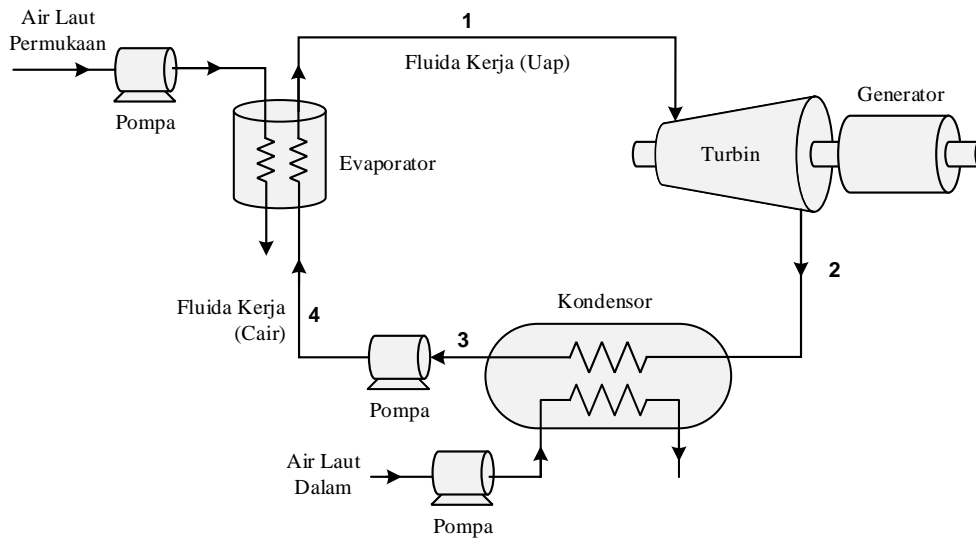 Air Laut
Permukaan
Pompa
1
Fluida Kerja (Uap)
Evaporator
Generator
Turbin
2
Fluida Kerja
(Cair)
4
Kondensor
3
Pompa
Air Laut
Dalam
Pompa